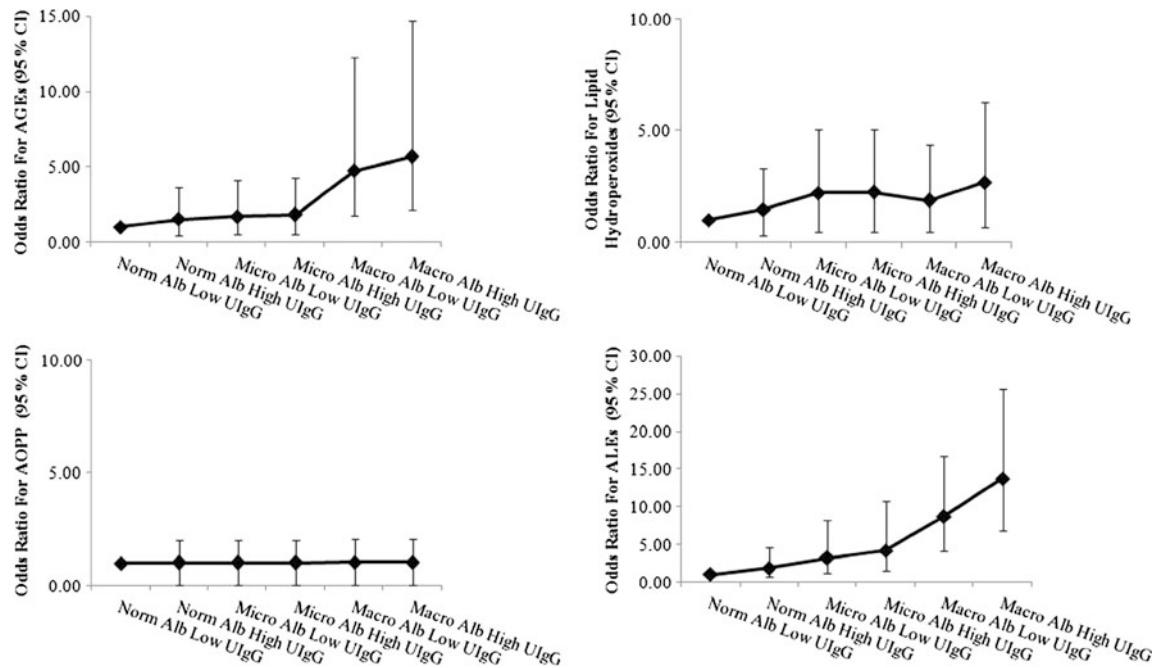 Odds Ratio For AGEs (95 % CI)
15.00
10.00
5.00
0.00
Norm Alb Low UIgG
Norm Alb High UIgG
Micro Alb Low UIgG
Micro Alb High UIgG
Macro Alb Low UIgG
Macro Alb High UIgG
Odds Ratio For Lipid
Hydroperoxides (95 % CI)
10.00
5.00
0.00
Norm Alb Low UIgG
Norm Alb High UIgG
Micro Alb Low UIgG
Micro Alb High UIgG
Macro Alb Low UIgG
Macro Alb High UIgG
Odds Ratio For AOPP (95 % CI)
10.00
5.00
0.00
Norm Alb Low UIgG
Norm Alb High UIgG
Micro Alb Low UIgG
Micro Alb High UIgG
Macro Alb Low UIgG
Macro Alb High UIgG
Odds Ratio For ALEs (95 % CI)
30.00
25.00
20.00
15.00
10.00
5.00
0.00
Norm Alb Low UIgG
Norm Alb High UIgG
Micro Alb Low UIgG
Micro Alb High UIgG
Macro Alb Low UIgG
Macro Alb High UIgG